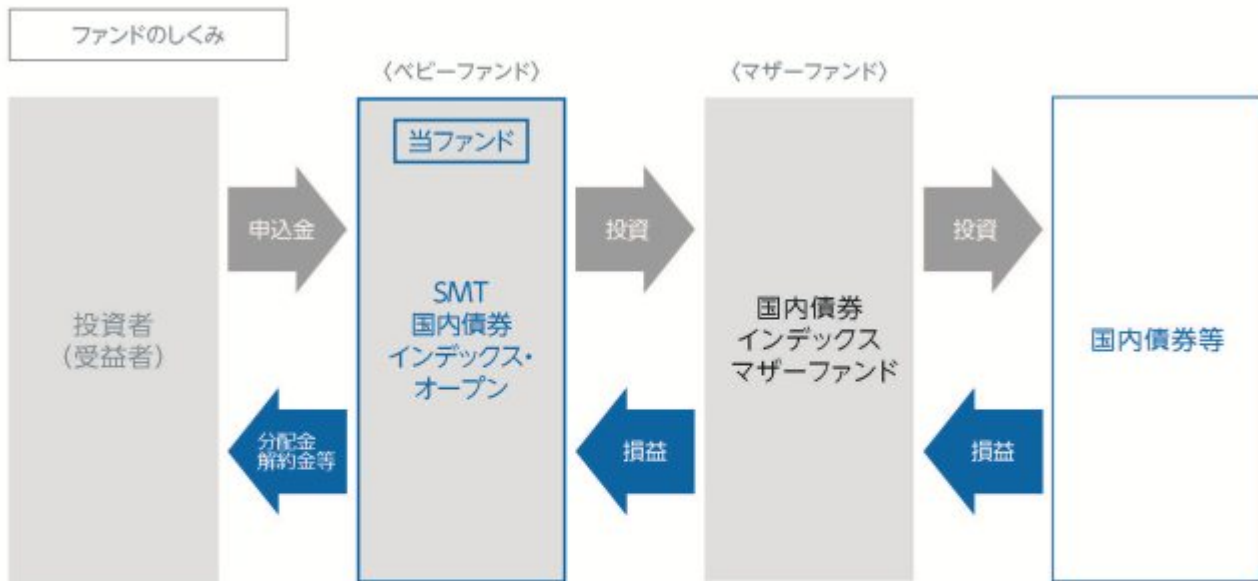 ファンドのしくみ
〈ベビーファンド〉
〈マザーファンド〉
当ファンド
申込金
投資
投資
投資者
(受益者)
SMT
国内債券
インデックス・
オープン
国内債券
インデックス
マザーファンド
国内債券等
分配金
解約金等
損益
損益